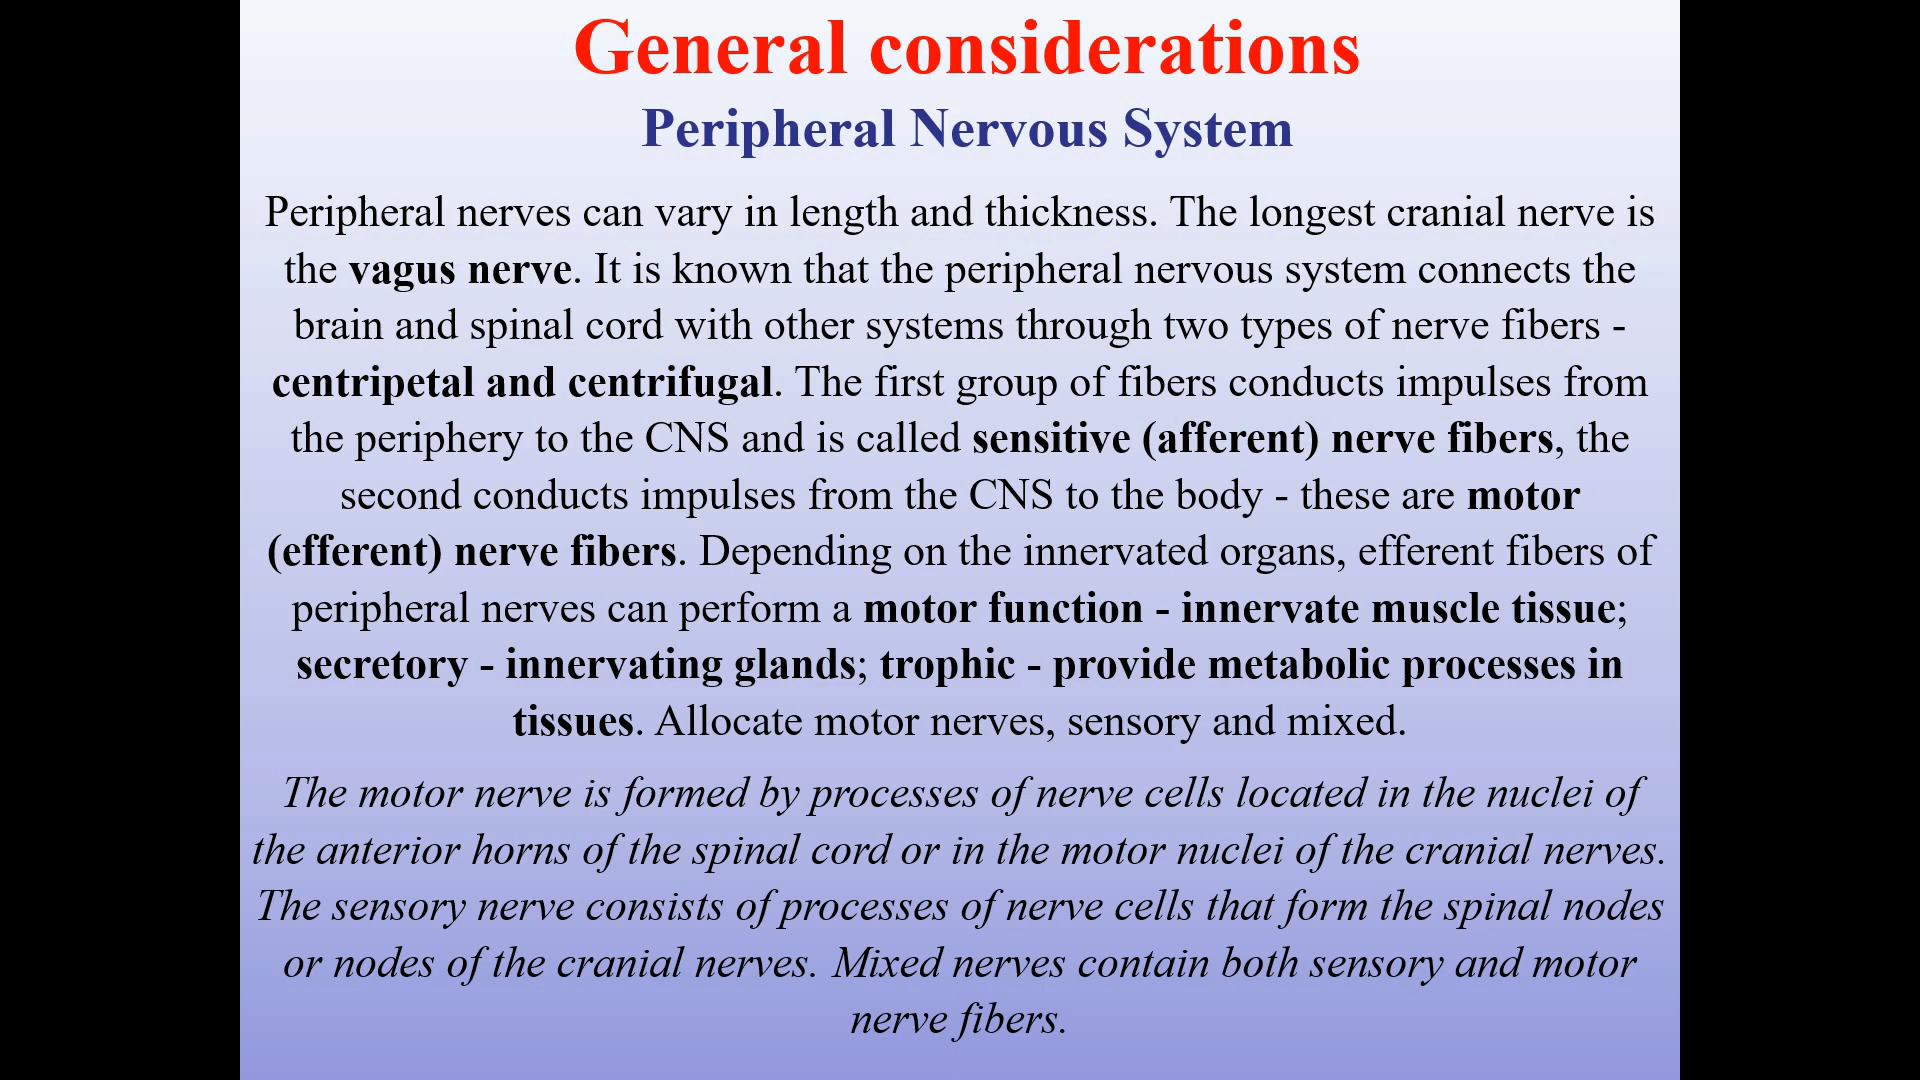 General considerations
Peripheral Nervous System
Peripheral nerves can vary in length and thickness. The longest cranial nerve is
the vagus nerve. It is known that the peripheral nervous system connects the
brain and spinal cord with other systems through two types of nerve fibers -
centripetal and centrifugal. The first group of fibers conducts impulses from
the periphery to the CNS and is called sensitive (afferent) nerve fibers, the
second conducts impulses from the CNS to the body - these are motor
(efferent) nerve fibers. Depending on the innervated organs, efferent fibers of
peripheral nerves can perform a motor function - innervate muscle tissue;
secretory - innervating glands; trophic - provide metabolic processes in
tissues. Allocate motor nerves, sensory and mixed.
The motor nerve is formed by processes of nerve cells located in the nuclei of
the anterior horns of the spinal cord or in the motor nuclei of the cranial nerves.
The sensory nerve consists of processes of nerve cells that form the spinal nodes
or nodes of the cranial nerves. Mixed nerves contain both sensory and motor
nerve fibers.